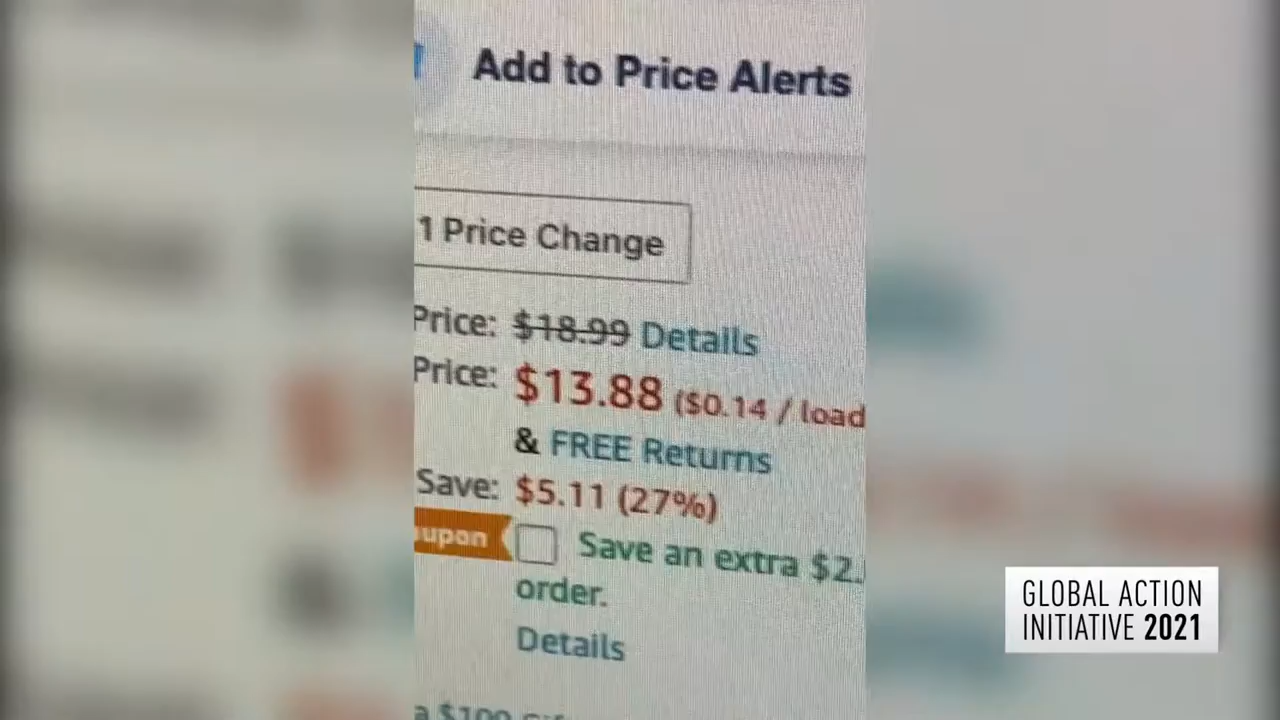 Add to Price Alerts
1 Price Change
Price: $18.99 Details
Price: $13.88 ($0.14 / load
& FREE Returns
Save: $5.11 (27%)
upon Save an extra $2.
order.
Details
a $100
GLOBAL ACTION
INITIATIVE 2021